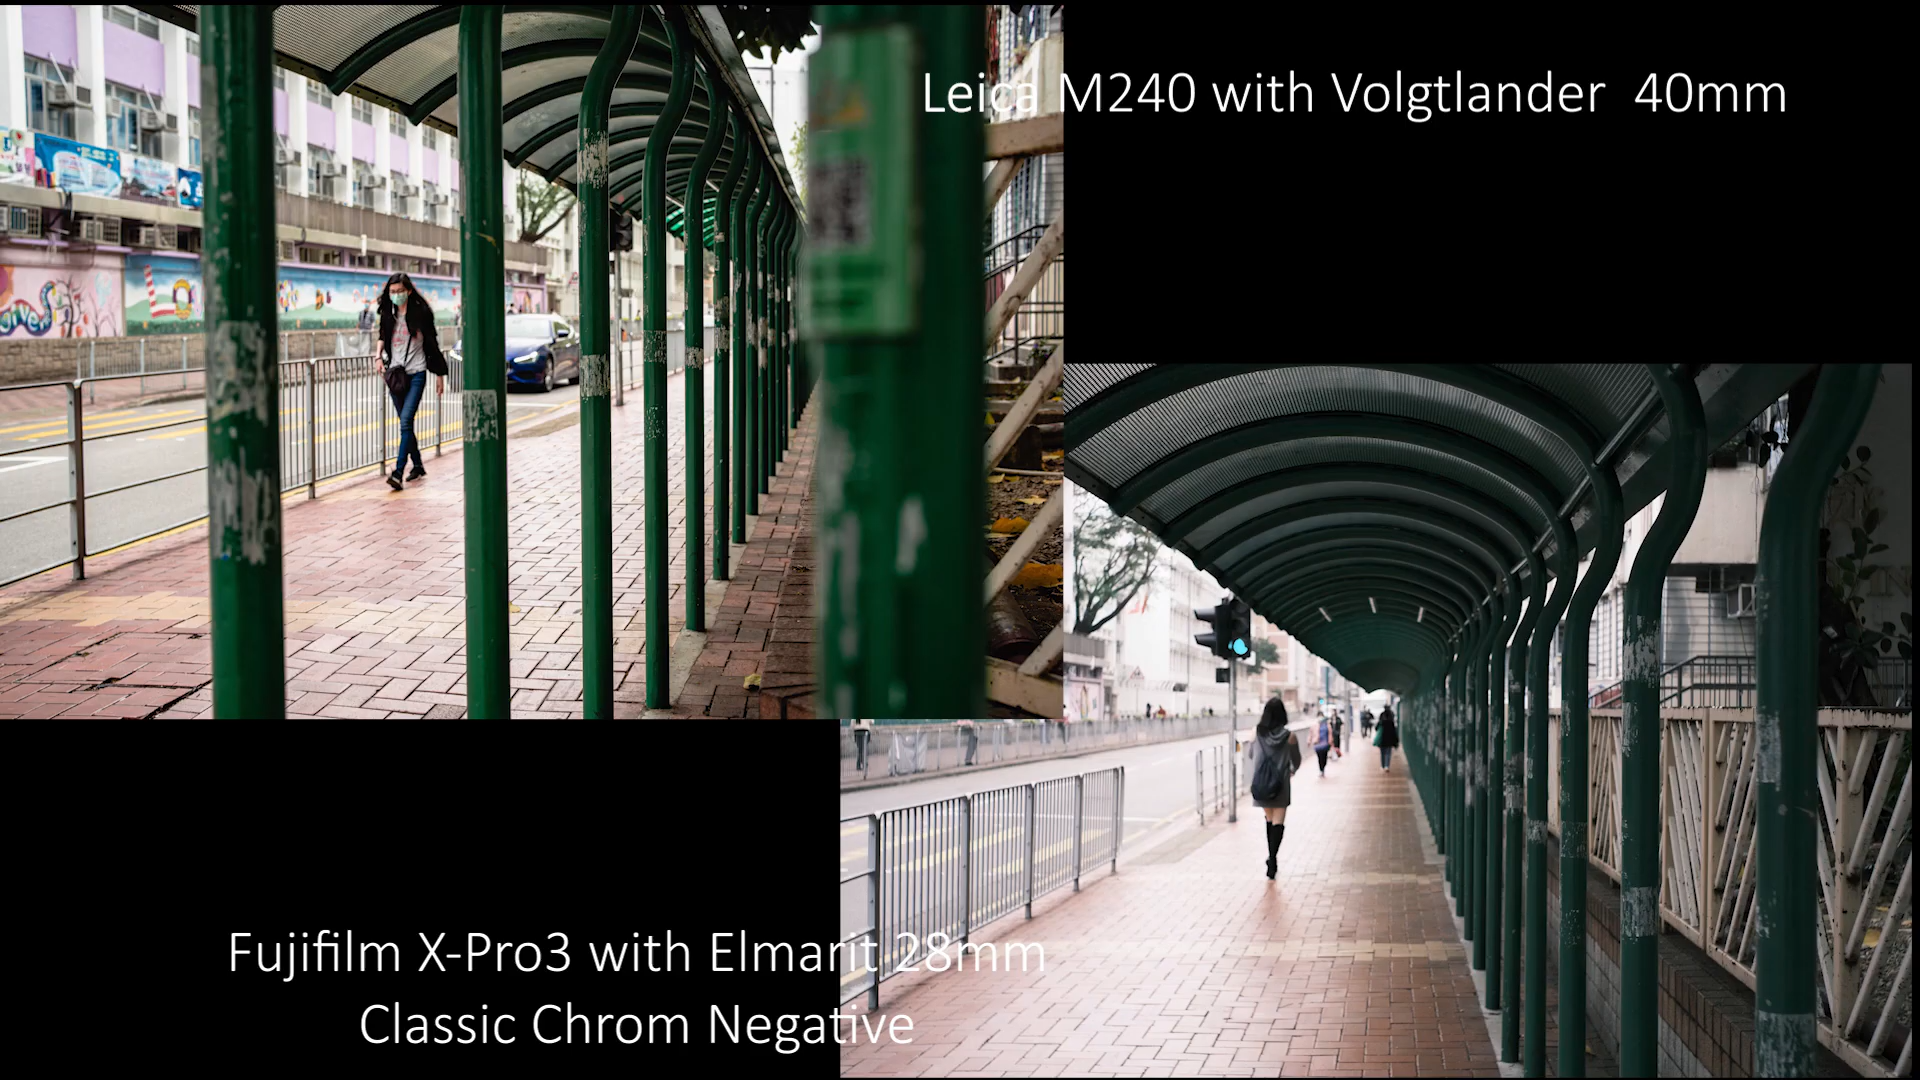 Leica M240 with Volgtlander 40mm
Fujifilm X-Pro3 with Elmarit 28mm
Classic Chrom Negative